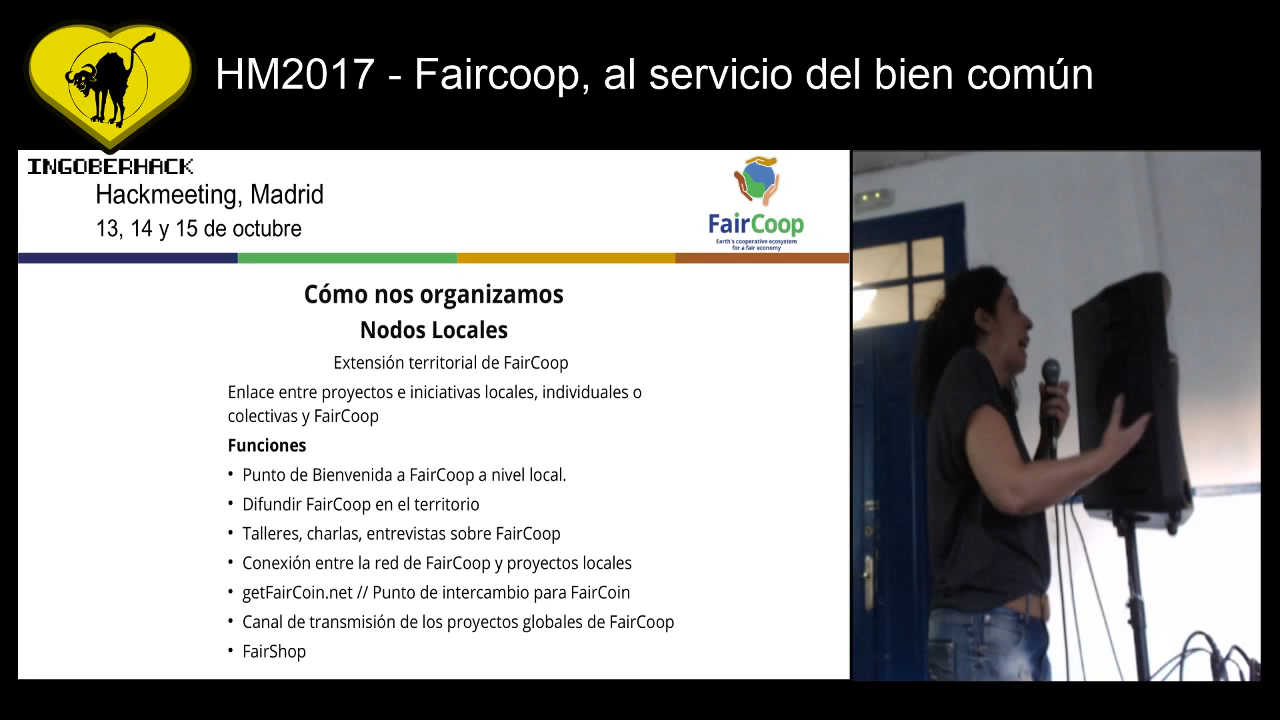 HM2017 - Faircoop, al servicio del bien común
INGOBERHACK
Hackmeeting, Madrid
13, 14 y 15 de octubre
FairCoop
Earth's cooperative ecosystem
for a fair economy
Cómo nos organizamos
Nodos Locales
Extensión territorial de FairCoop
Enlace entre proyectos e iniciativas locales, individuales o
colectivas y FairCoop
Funciones
• Punto de Bienvenida a FairCoop a nivel local.
• Difundir FairCoop en el territorio
• Talleres, charlas, entrevistas sobre FairCoop
• Conexión entre la red de FairCoop y proyectos locales
• getFairCoin.net // Punto de intercambio para FairCoin
• Canal de transmisión de los proyectos globales de FairCoop
• FairShop